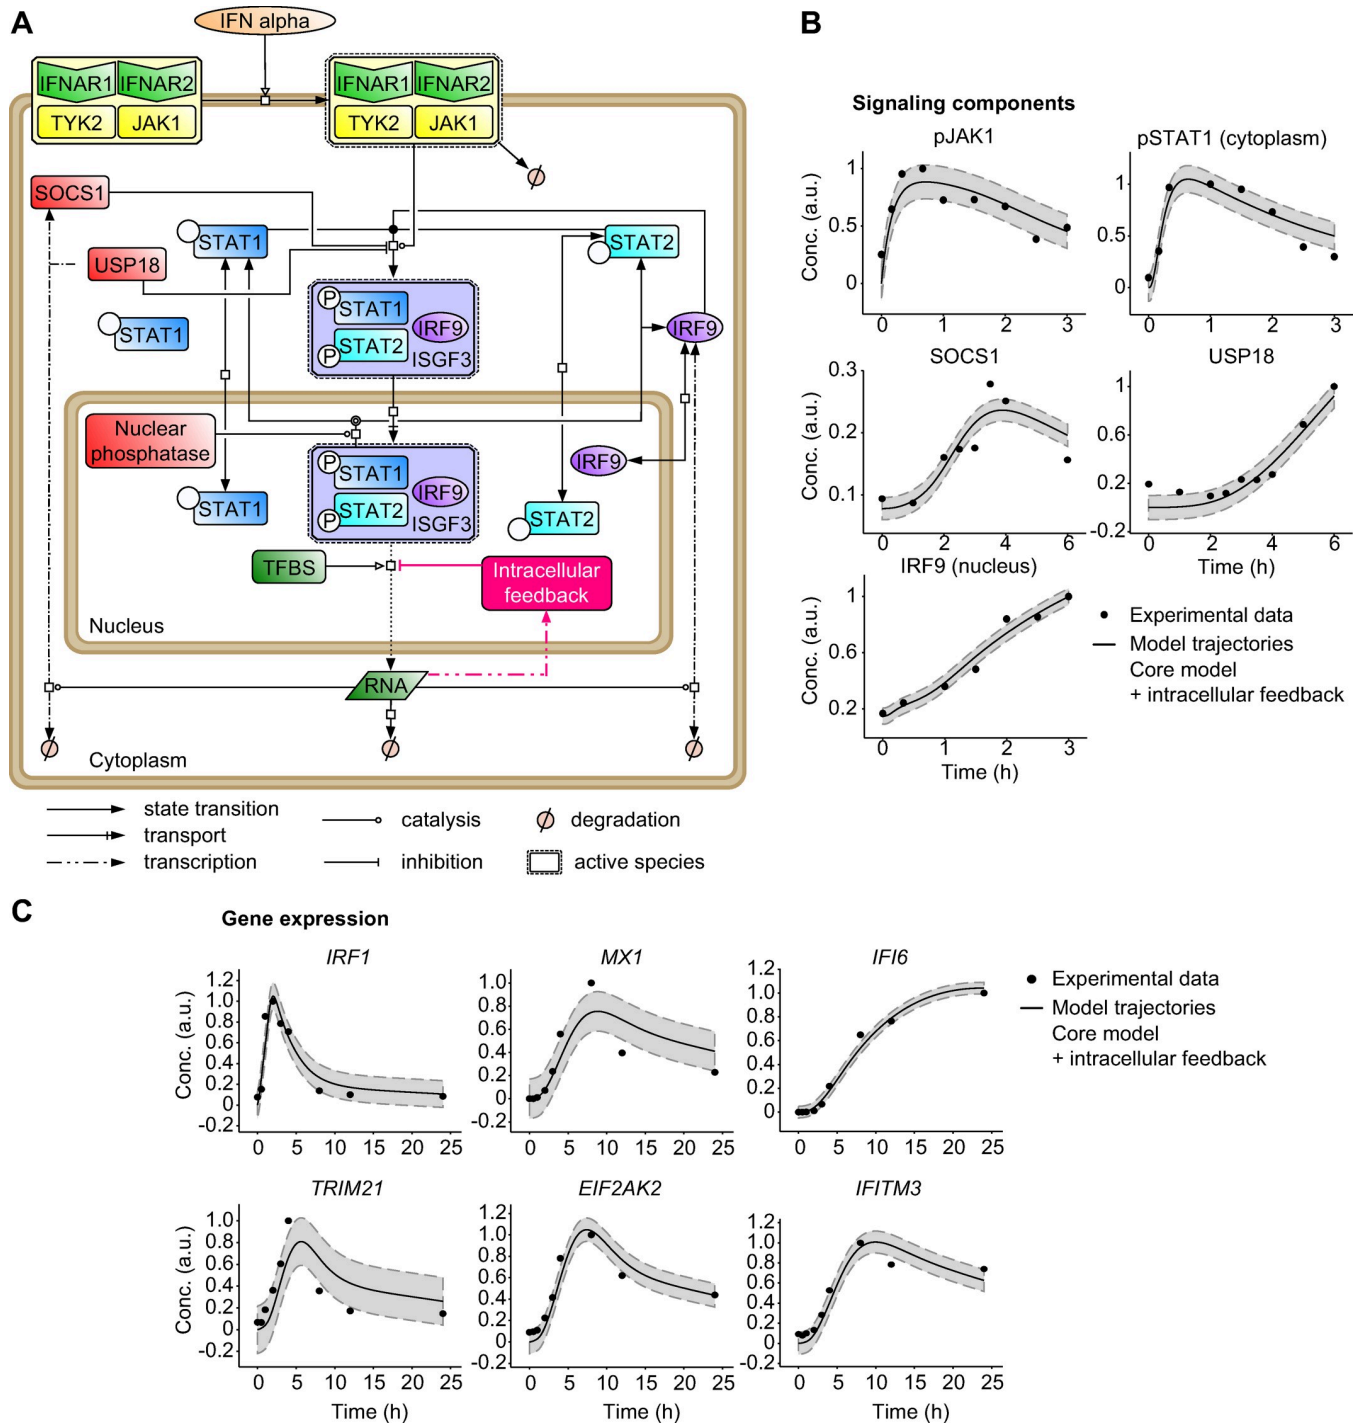 A
IFN alpha
IFNAR1
IFNAR2
TYK2
JAK1
IFNAR1
IFNAR2
TYK2
JAK1
SOCS1
STAT1
STAT2
USP18
STAT1
P
STAT1
P
STAT2
IRF9
ISGF3
IRF9
Nuclear
phosphatase
STAT1
P
STAT1
P
STAT2
IRF9
ISGF3
IRF9
STAT2
TFBS
Intracellular
feedback
Nucleus
RNA
Cytoplasm
state transition
transport
transcription
catalysis
inhibition
degradation
active species
B
Signaling components
pJAK1
Conc. (a.u.)
1
0.5
0
0 1 2 3
pSTAT1 (cytoplasm)
1
0.5
0
0 1 2 3
SOCS1
Conc. (a.u.)
0.3
0.2
0.1
0 2 4 6
USP18
1
0.6
0.2
-0.2
0 2 4 6
Time (h)
IRF9 (nucleus)
Conc. (a.u.)
1
0.6
0.2
0 1 2 3
Time (h)
Experimental data
Model trajectories
Core model
+ intracellular feedback
C
Gene expression
IRF1
Conc. (a.u.)
1.2
1.0
0.8
0.6
0.4
0.2
0
-0.2
0 5 10 15 20 25
MX1
1.0
0.8
0.6
0.4
0.2
0
-0.2
0 5 10 15 20 25
IFI6
1.2
1.0
0.8
0.6
0.4
0.2
0
-0.2
0 5 10 15 20 25
Experimental data
Model trajectories
Core model
+ intracellular feedback
TRIM21
Conc. (a.u.)
1.0
0.8
0.6
0.4
0.2
0
-0.2
0 5 10 15 20 25
Time (h)
EIF2AK2
1.2
1.0
0.8
0.6
0.4
0.2
0
-0.2
0 5 10 15 20 25
Time (h)
IFITM3
1.2
1.0
0.8
0.6
0.4
0.2
0
-0.2
0 5 10 15 20 25
Time (h)